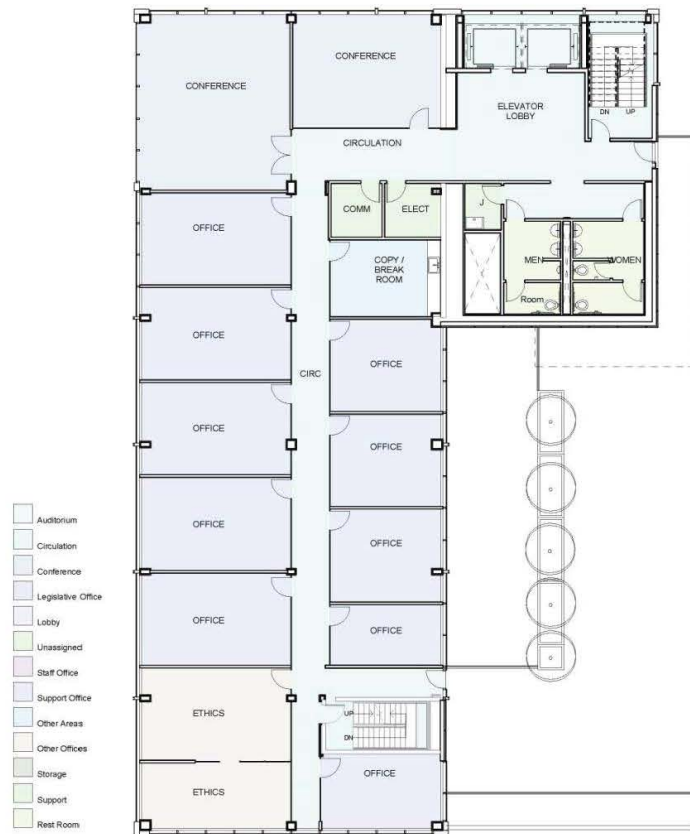 CONFERENCE
CONFERENCE
ELEVATOR
LOBBY
DN UP
CIRCULATION
COMM
ELECT
J
OFFICE
COPY /
BREAK
ROOM
MEN
WOMEN
Room
OFFICE
OFFICE
CIRC
OFFICE
OFFICE
OFFICE
OFFICE
OFFICE
OFFICE
ETHICS
UP
DN
ETHICS
OFFICE
Auditorium
Circulation
Conference
Legislative Office
Lobby
Unassigned
Staff Office
Support Office
Other Areas
Other Offices
Storage
Support
Rest Room